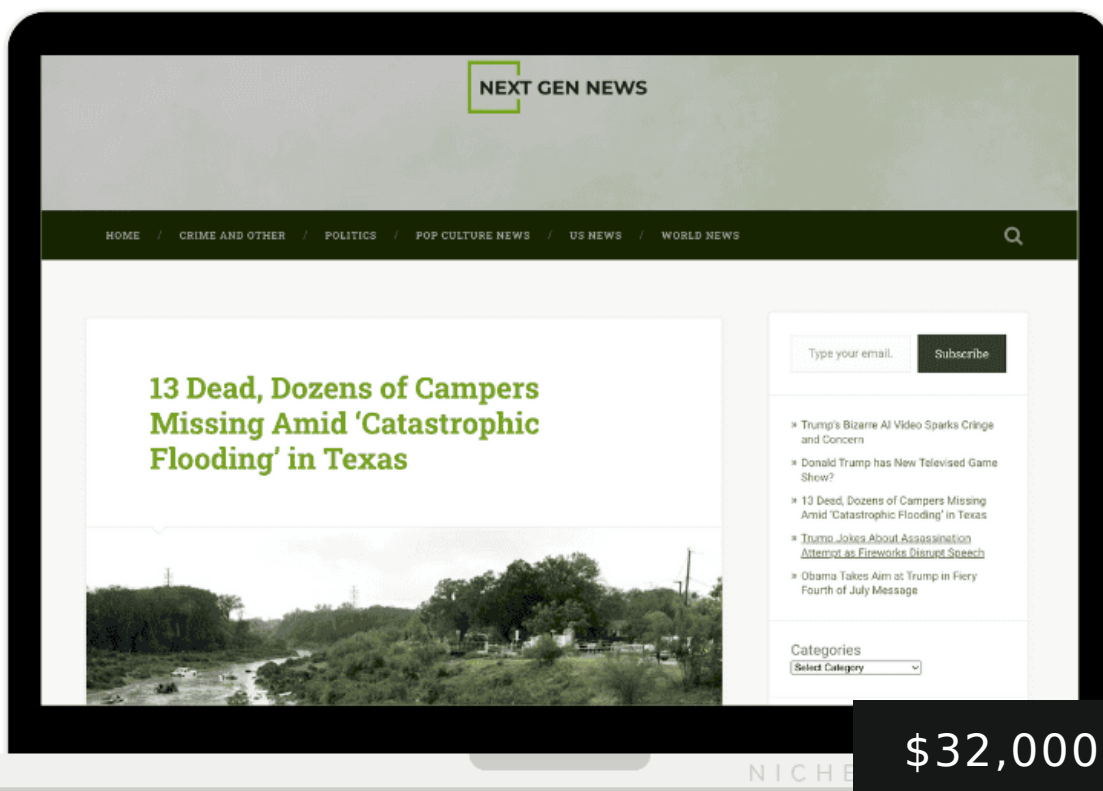 NEXT GEN NEWS
HOME / CRIME AND OTHER / POLITICS / POP CULTURE NEWS / US NEWS / WORLD NEWS
13 Dead, Dozens of Campers
Missing Amid ‘Catastrophic
Flooding’ in Texas
Type your email.
Subscribe
» Trump's Bizarre AI Video Sparks Cringe
and Concern
» Donald Trump has New Televised Game
Show?
» 13 Dead, Dozens of Campers Missing
Amid ‘Catastrophic Flooding’ in Texas
» Trump Jokes About Assassination
Attempt as Fireworks Disrupt Speech
» Obama Takes Aim at Trump in Fiery
Fourth of July Message
Categories
Select Category
$32,000
NICHE